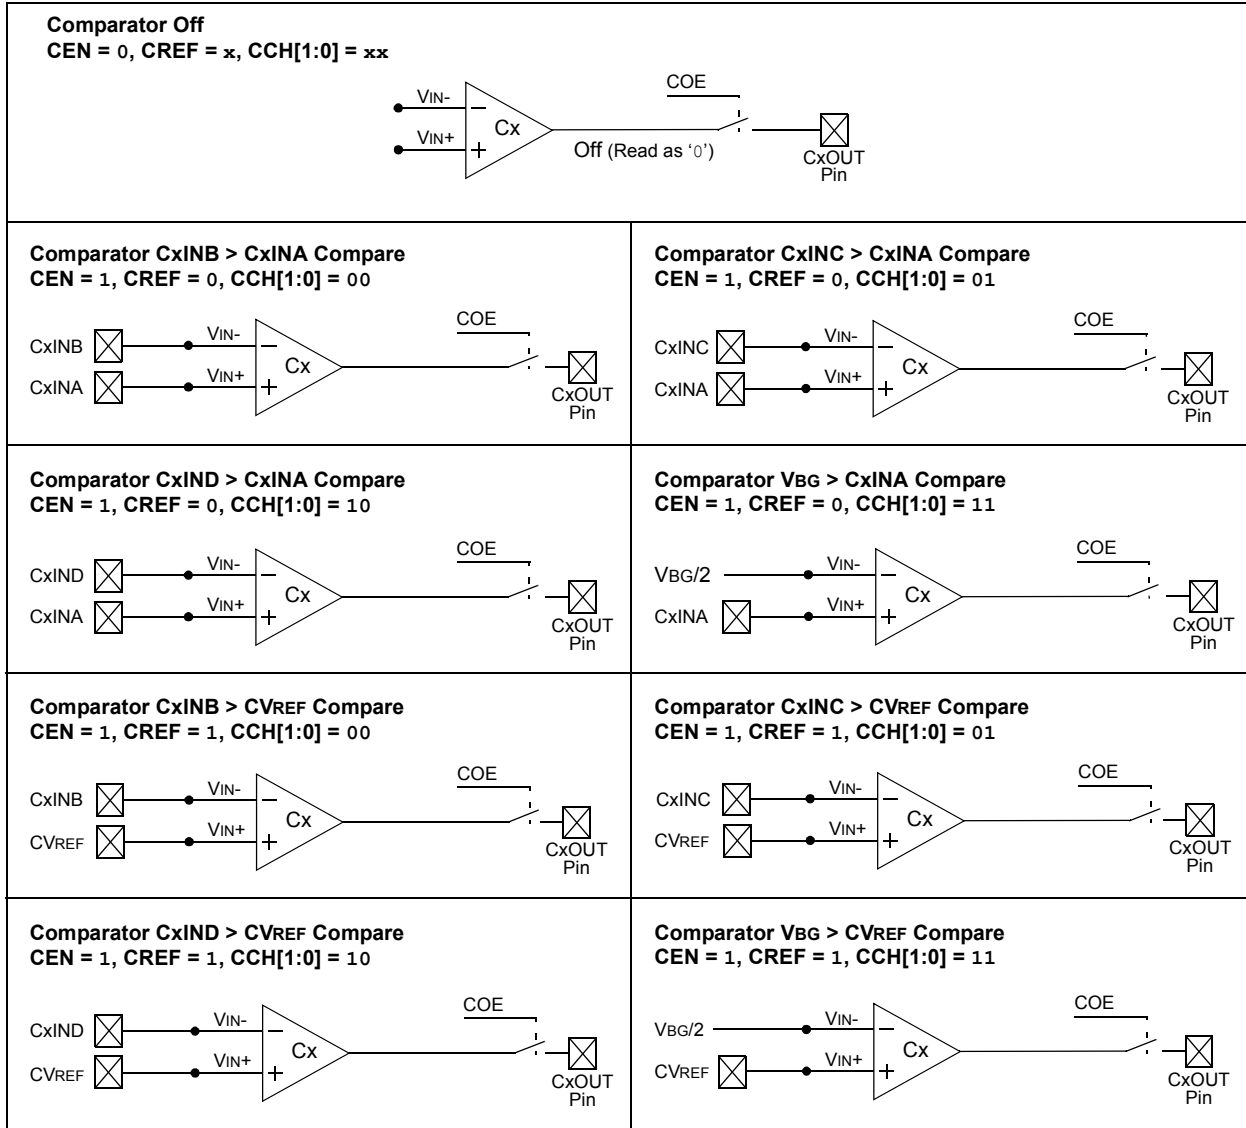 Comparator Off
CEN = 0, CREF = x, CCH[1:0] = xx
COE
VIN-
VIN+
Cx
Off (Read as ‘0’)
CxOUT
Pin
Comparator CxINB > CxINA Compare
CEN = 1, CREF = 0, CCH[1:0] = 00
COE
CxINB
VIN-
Cx
CxINA
VIN+
CxOUT
Pin
Comparator CxINC > CxINA Compare
CEN = 1, CREF = 0, CCH[1:0] = 01
COE
CxINC
VIN-
Cx
CxINA
VIN+
CxOUT
Pin
Comparator CxIND > CxINA Compare
CEN = 1, CREF = 0, CCH[1:0] = 10
COE
CxIND
VIN-
Cx
CxINA
VIN+
CxOUT
Pin
Comparator VBG > CxINA Compare
CEN = 1, CREF = 0, CCH[1:0] = 11
COE
VBG/2
VIN-
Cx
CxINA
VIN+
CxOUT
Pin
Comparator CxINB > CVREF Compare
CEN = 1, CREF = 1, CCH[1:0] = 00
COE
CxINB
VIN-
Cx
CVREF
VIN+
CxOUT
Pin
Comparator CxINC > CVREF Compare
CEN = 1, CREF = 1, CCH[1:0] = 01
COE
CxINC
VIN-
Cx
CVREF
VIN+
CxOUT
Pin
Comparator CxIND > CVREF Compare
CEN = 1, CREF = 1, CCH[1:0] = 10
COE
CxIND
VIN-
Cx
CVREF
VIN+
CxOUT
Pin
Comparator VBG > CVREF Compare
CEN = 1, CREF = 1, CCH[1:0] = 11
COE
VBG/2
VIN-
Cx
CVREF
VIN+
CxOUT
Pin